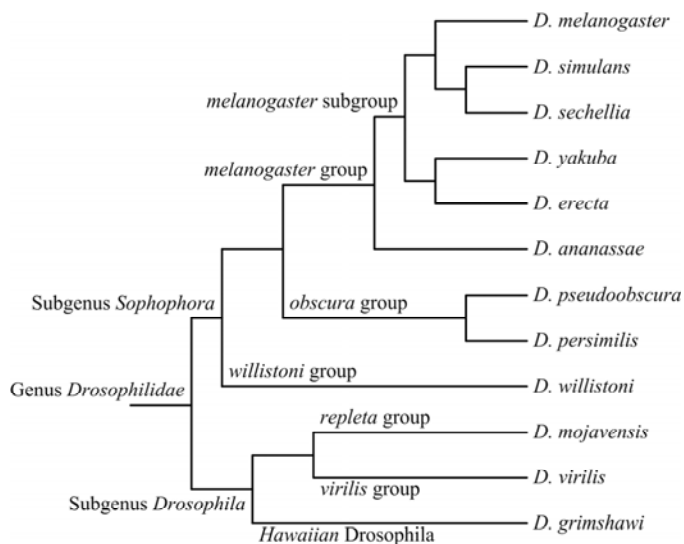 D. melanogaster
D. simulans
melanogaster subgroup
D. sechellia
D. yakuba
melanogaster group
D. erecta
D. ananassae
Subgenus Sophophora
obscura group
D. pseudoobscura
D. persimilis
willistoni group
Genus Drosophilidae
D. willistoni
repleta group
D. mojavensis
D. virilis
virilis group
Subgenus Drosophila
D. grimshawi
Hawaiian Drosophila